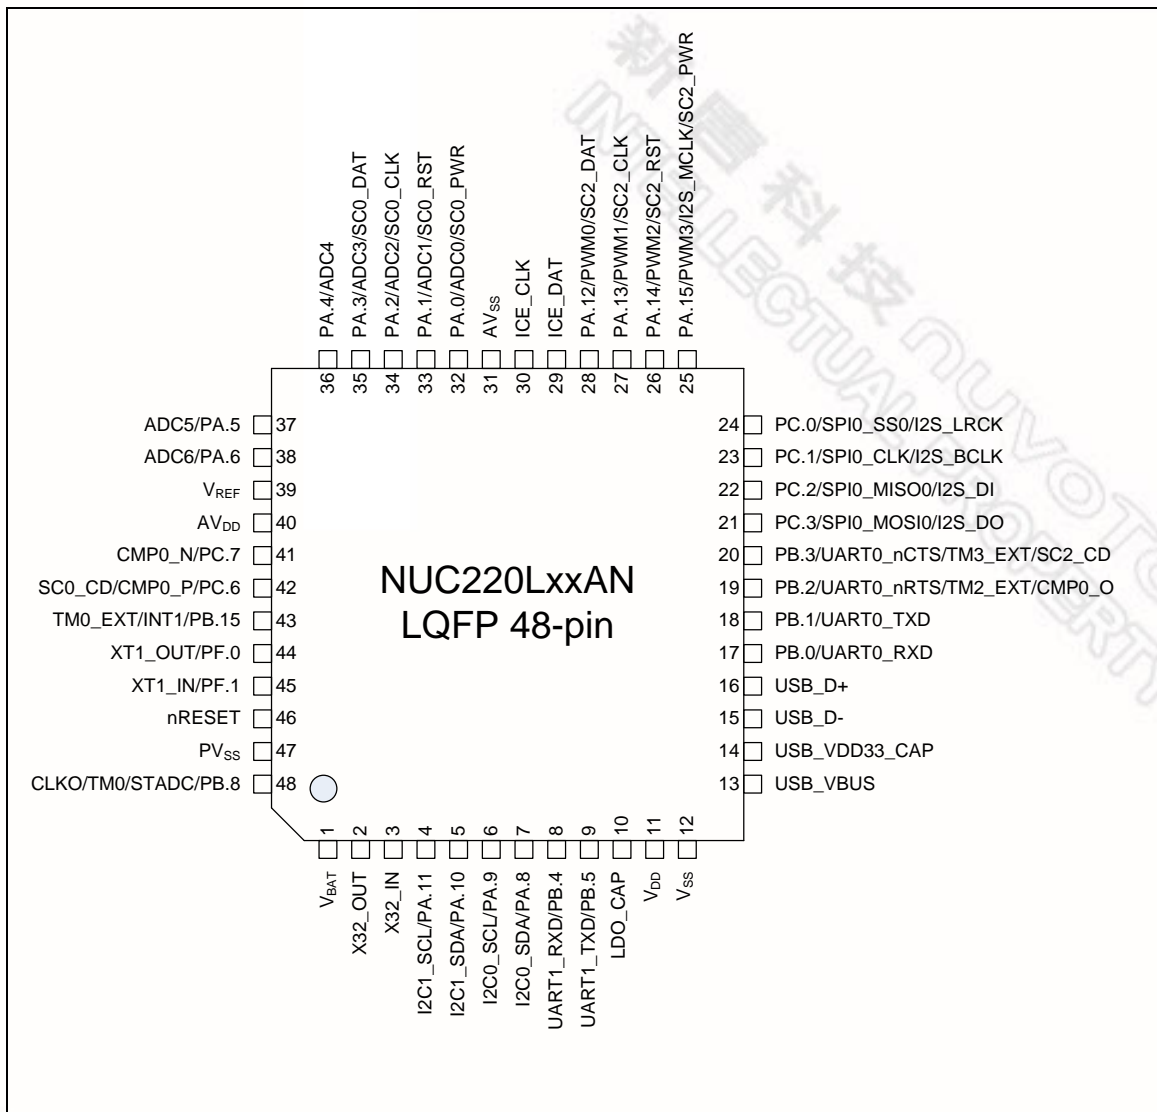 新唐科技 nuvoTon
INTELLECTUAL PROPERTY
PA.4/ADC4
PA.3/ADC3/SC0_DAT
PA.2/ADC2/SC0_CLK
PA.1/ADC1/SC0_RST
PA.0/ADC0/SC0_PWR
AVSS
ICE_CLK
ICE_DAT
PA.12/PWM0/SC2_DAT
PA.13/PWM1/SC2_CLK
PA.14/PWM2/SC2_RST
PA.15/PWM3/I2S_MCLK/SC2_PWR
36 35 34 33 32 31 30 29 28 27 26 25
ADC5/PA.5 37
ADC6/PA.6 38
VREF 39
AVDD 40
CMP0_N/PC.7 41
SC0_CD/CMP0_P/PC.6 42
TM0_EXT/INT1/PB.15 43
XT1_OUT/PF.0 44
XT1_IN/PF.1 45
nRESET 46
PVSS 47
CLKO/TM0/STADC/PB.8 48
NUC220LxxAN
LQFP 48-pin
24 PC.0/SPI0_SS0/I2S_LRCK
23 PC.1/SPI0_CLK/I2S_BCLK
22 PC.2/SPI0_MISO0/I2S_DI
21 PC.3/SPI0_MOSI0/I2S_DO
20 PB.3/UART0_nCTS/TM3_EXT/SC2_CD
19 PB.2/UART0_nRTS/TM2_EXT/CMP0_O
18 PB.1/UART0_TXD
17 PB.0/UART0_RXD
16 USB_D+
15 USB_D-
14 USB_VDD33_CAP
13 USB_VBUS
1 2 3 4 5 6 7 8 9 10 11 12
VBAT
X32_OUT
X32_IN
I2C1_SCL/PA.11
I2C1_SDA/PA.10
I2C0_SCL/PA.9
I2C0_SDA/PA.8
UART1_RXD/PB.4
UART1_TXD/PB.5
LDO_CAP
VDD
VSS